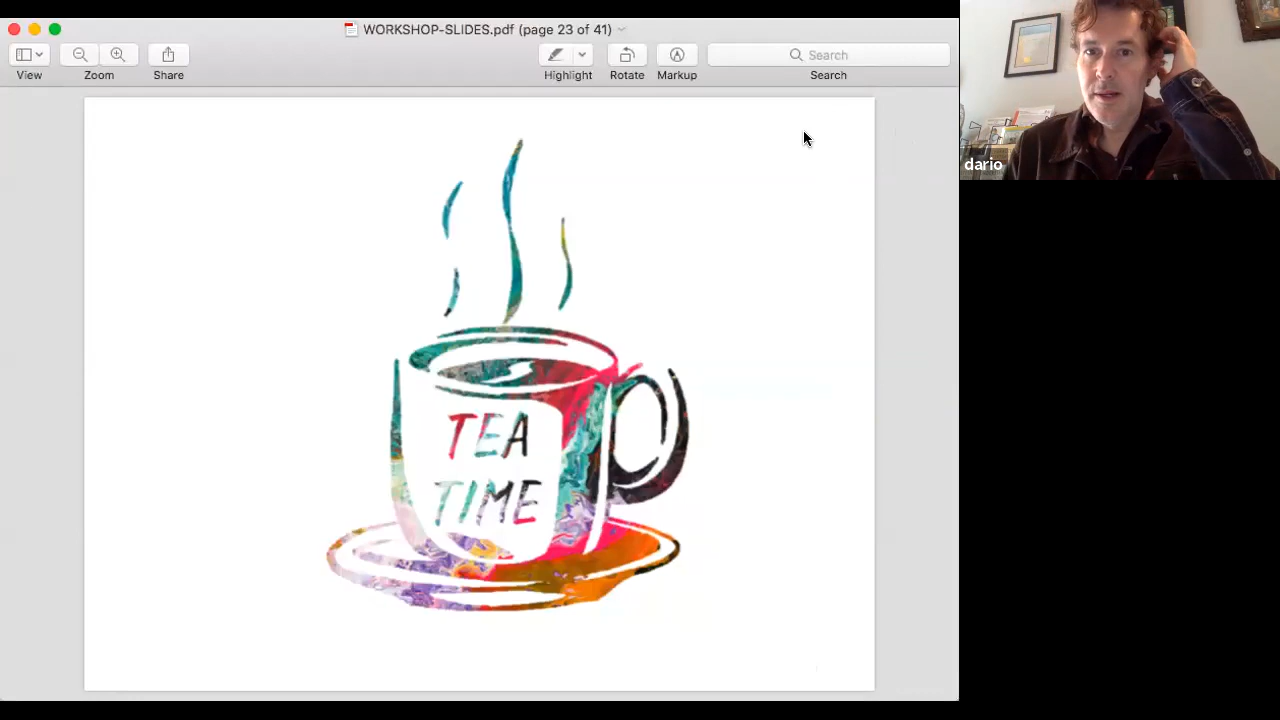 WORKSHOP-SLIDES.pdf (page 23 of 41)
View
Zoom
Share
Highlight
Rotate
Markup
Search
Search
TEA
TIME
dario